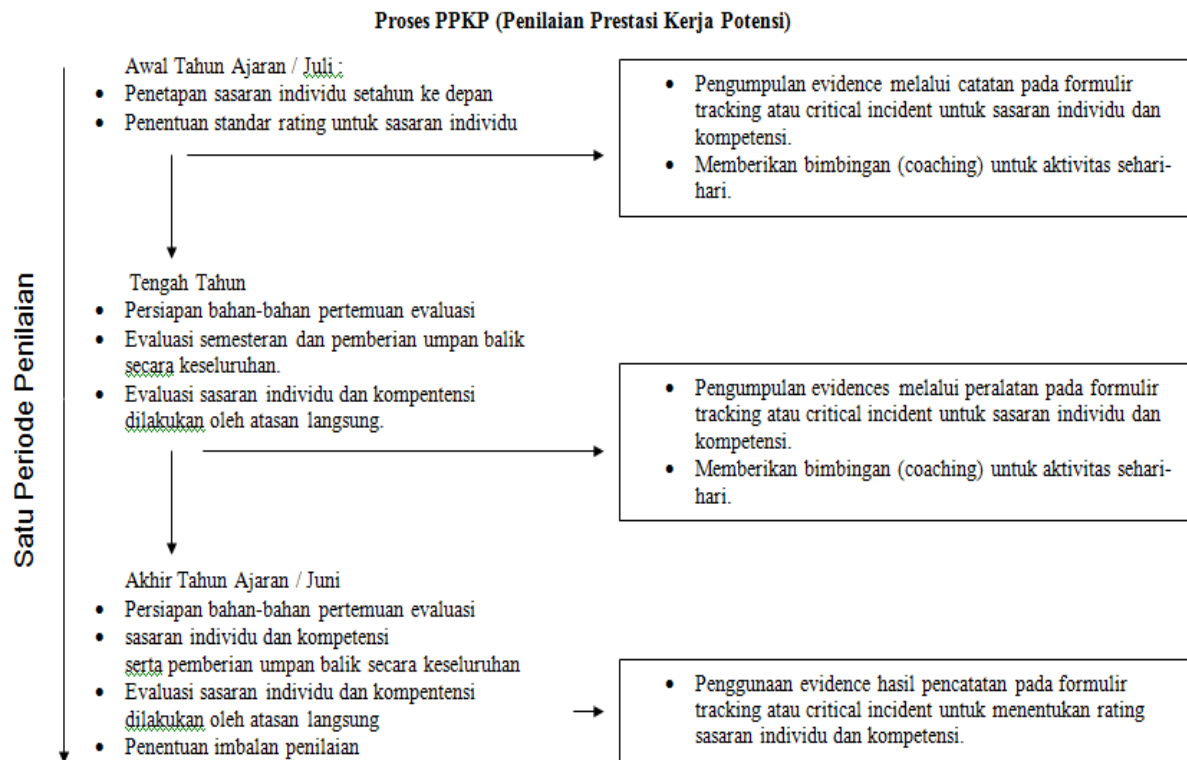 Proses PPKP (Penilaian Prestasi Kerja Potensi)
Satu Periode Penilaian
Awal Tahun Ajaran / Juli :
• Penetapan sasaran individu setahun ke depan
• Penentuan standar rating untuk sasaran individu
• Pengumpulan evidence melalui catatan pada formulir
tracking atau critical incident untuk sasaran individu dan
kompetensi.
• Memberikan bimbingan (coaching) untuk aktivitas sehari-
hari.
Tengah Tahun
• Persiapan bahan-bahan pertemuan evaluasi
• Evaluasi semesteran dan pemberian umpan balik
secara keseluruhan.
• Evaluasi sasaran individu dan kompentensi
dilakukan oleh atasan langsung.
• Pengumpulan evidences melalui peralatan pada formulir
tracking atau critical incident untuk sasaran individu dan
kompetensi.
• Memberikan bimbingan (coaching) untuk aktivitas sehari-
hari.
Akhir Tahun Ajaran / Juni
• Persiapan bahan-bahan pertemuan evaluasi
• sasaran individu dan kompetensi
serta pemberian umpan balik secara keseluruhan
• Evaluasi sasaran individu dan kompentensi
dilakukan oleh atasan langsung
• Penentuan imbalan penilaian
• Penggunaan evidence hasil pencatatan pada formulir
tracking atau critical incident untuk menentukan rating
sasaran individu dan kompetensi.